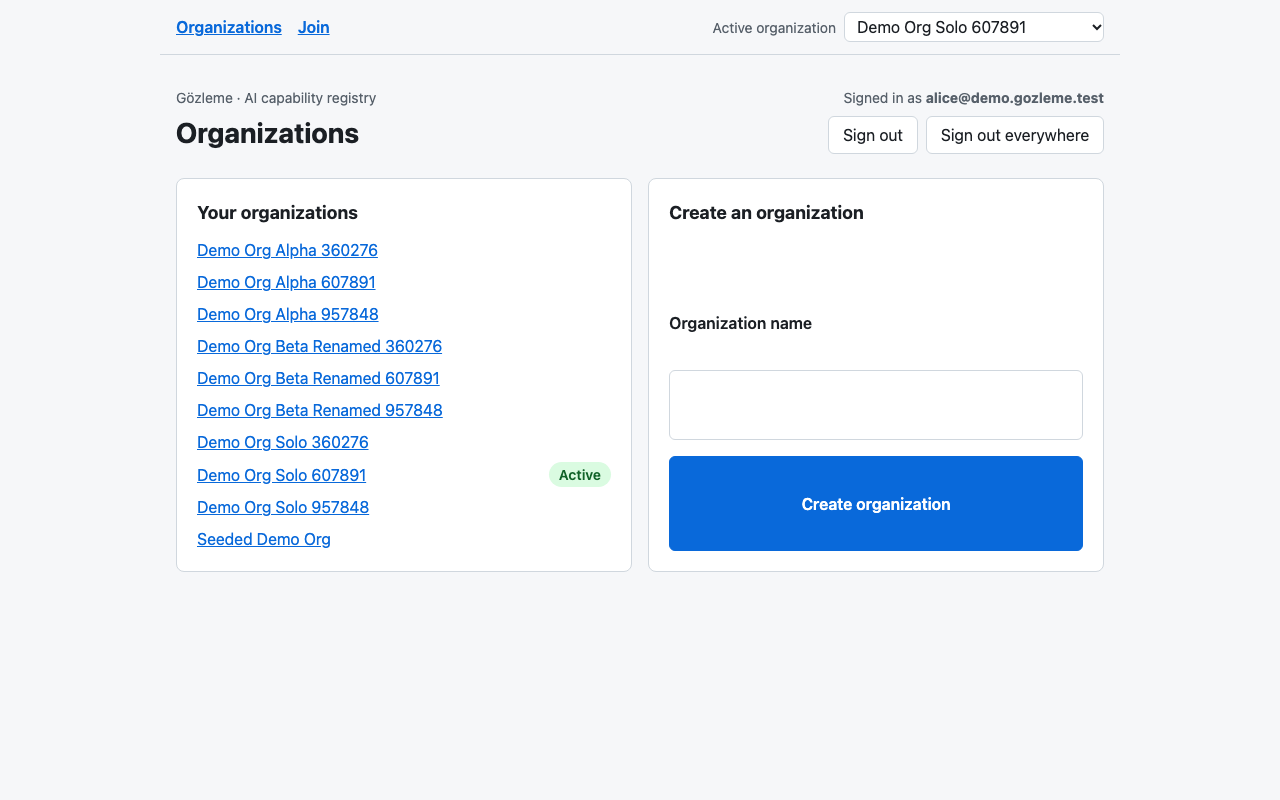 Organizations Join Active organization Demo Org Solo 607891
Gözleme · AI capability registry
Organizations
Signed in as alice@demo.gozleme.test
Sign out Sign out everywhere
Your organizations
Demo Org Alpha 360276
Demo Org Alpha 607891
Demo Org Alpha 957848
Demo Org Beta Renamed 360276
Demo Org Beta Renamed 607891
Demo Org Beta Renamed 957848
Demo Org Solo 360276
Demo Org Solo 607891 Active
Demo Org Solo 957848
Seeded Demo Org
Create an organization
Organization name
Create organization